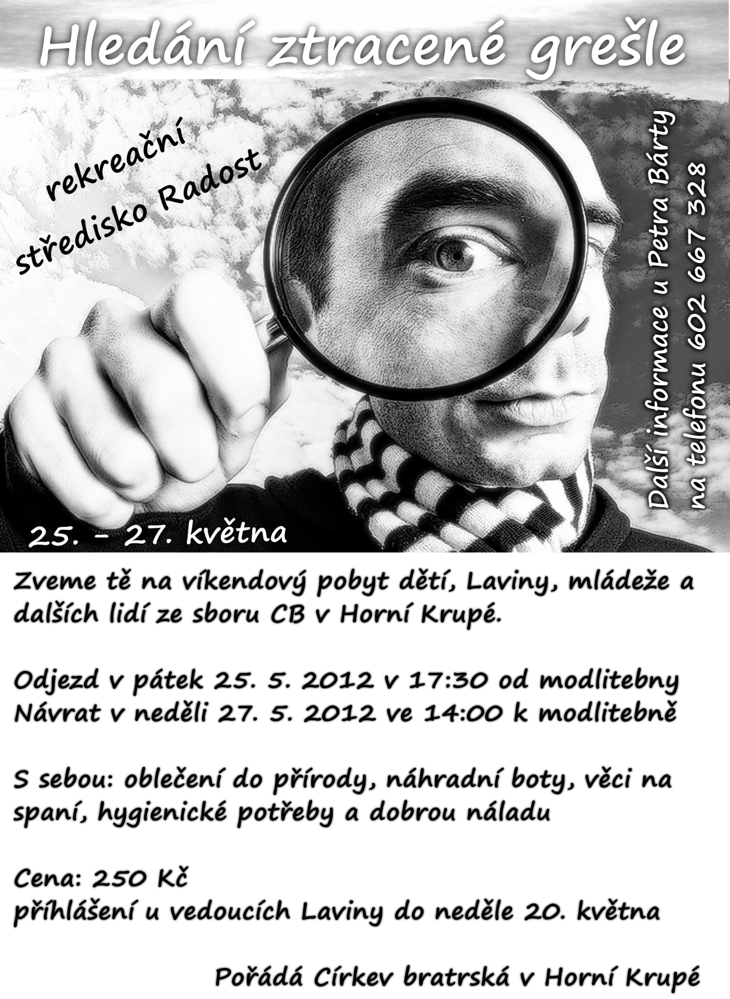 Hledání ztracené grešle
rekreační
středisko Radost
Další informace u Petra Bárty
na telefonu 602 667 328
25. - 27. května
Zveme tě na víkendový pobyt dětí, Laviny, mládeže a
dalších lidí ze sboru CB v Horní Krupé.
Odjezd v pátek 25. 5. 2012 v 17:30 od modlitebny
Návrat v neděli 27. 5. 2012 ve 14:00 k modlitebně
S sebou: oblečení do přírody, náhradní boty, věci na
spaní, hygienické potřeby a dobrou náladu
Cena: 250 Kč
příhlášení u vedoucích Laviny do neděle 20. května
Pořádá Církev bratrská v Horní Krupé